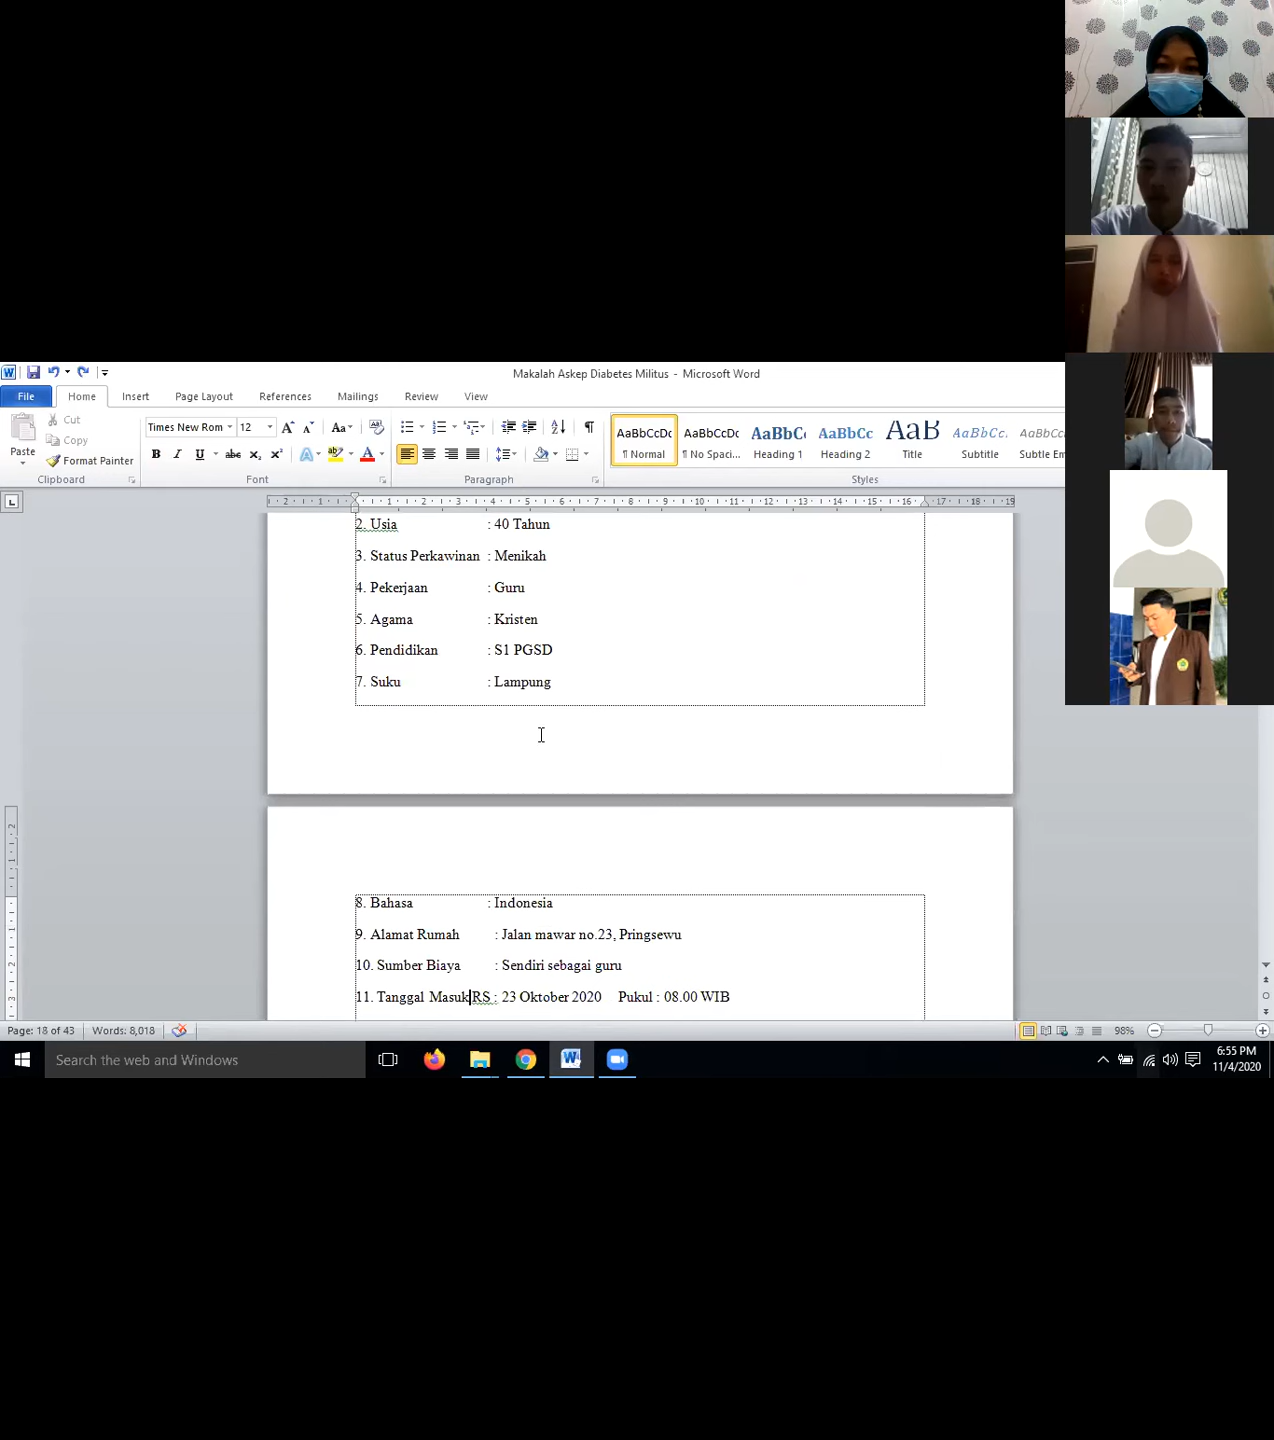 Makalah Askep Diabetes Militus - Microsoft Word
File Home Insert Page Layout References Mailings Review View
Paste
Cut
Copy
Format Painter
Clipboard
Times New Rom 12
Font
Paragraph
AaBbCcDc ¶ Normal
AaBbCcDc ¶ No Spaci...
AaBbC Heading 1
AaBbCc Heading 2
AaB Title
AaBbCc. Subtitle
AaBbCcD Subtle Em
Styles
2. Usia : 40 Tahun
3. Status Perkawinan : Menikah
4. Pekerjaan : Guru
5. Agama : Kristen
6. Pendidikan : S1 PGSD
7. Suku : Lampung
8. Bahasa : Indonesia
9. Alamat Rumah : Jalan mawar no.23, Pringsewu
10. Sumber Biaya : Sendiri sebagai guru
11. Tanggal Masuk RS : 23 Oktober 2020 Pukul : 08.00 WIB
Page: 18 of 43 Words: 8,018 98%
Search the web and Windows
6:55 PM
11/4/2020